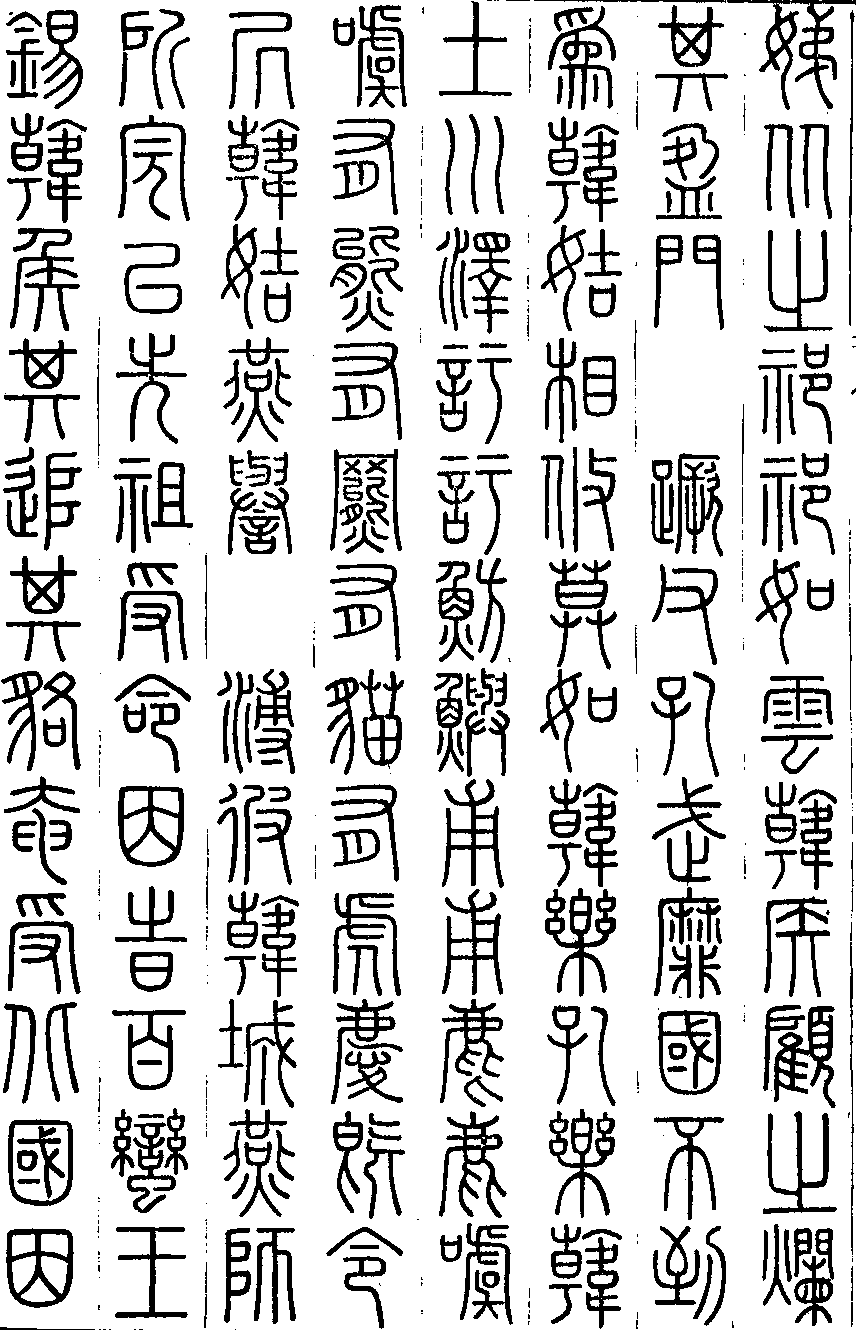 娣从之祁祁如雲韓侯顧之爛
其盈門 蹶父孔武靡國不到
為韓姞相攸莫如韓樂孔樂韓
土川澤訏訏魴鱮甫甫麀鹿噳
噳有熊有羆有貓有虎慶既令
凥韓姞燕譽 溥彼韓城燕師
所完以先祖受命因旹百蠻王
錫韓侯其追其貊奄受北國因